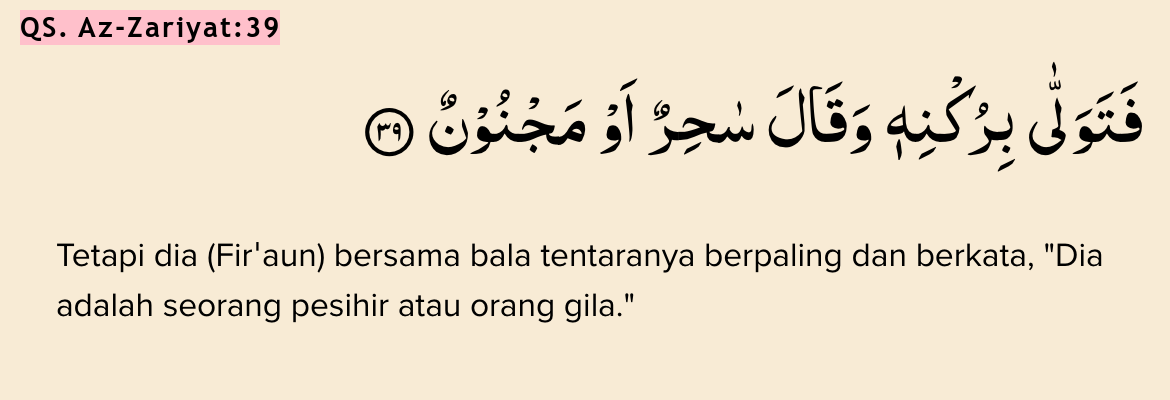 QS. Az-Zariyat:39
فَتَوَلّٰى بِرُكْنِهٖ وَقَالَ سٰحِرٌ اَوْ مَجْنُوْنٌ ٣٩
Tetapi dia (Fir'aun) bersama bala tentaranya berpaling dan berkata, "Dia
adalah seorang pesihir atau orang gila."